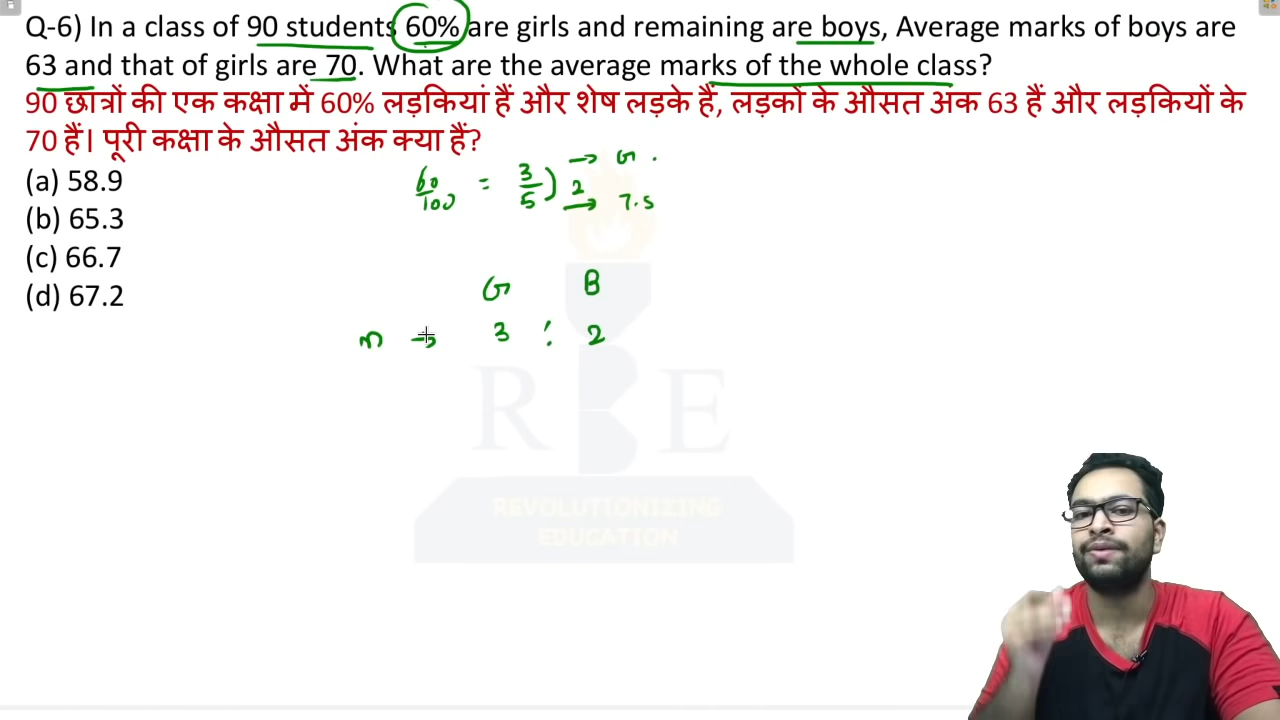 Q-6) In a class of 90 students 60% are girls and remaining are boys, Average marks of boys are
63 and that of girls are 70. What are the average marks of the whole class?
90 छात्रों की एक कक्षा में 60% लड़कियां हैं और शेष लड़के हैं, लड़कों के औसत अंक 63 हैं और लड़कियों के
70 हैं। पूरी कक्षा के औसत अंक क्या हैं?
(a) 58.9
(b) 65.3
(c) 66.7
(d) 67.2
60/100 = 3/5) 2 → G .
→ T.S
G B
n → 3 : 2
RBE
REVOLUTIONIZING
EDUCATION